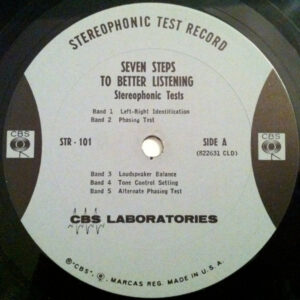 STEREOPHONIC TEST RECORD
SEVEN STEPS
TO BETTER LISTENING
Stereophonic Tests
Band 1 Left-Right Identification
Band 2 Phasing Test
CBS
CBS
STR - 101
SIDE A
(822631 CLD)
Band 3 Loudspeaker Balance
Band 4 Tone Control Setting
Band 5 Alternate Phasing Test
CBS LABORATORIES
® "CBS", MARCAS REG. MADE IN U.S.A.